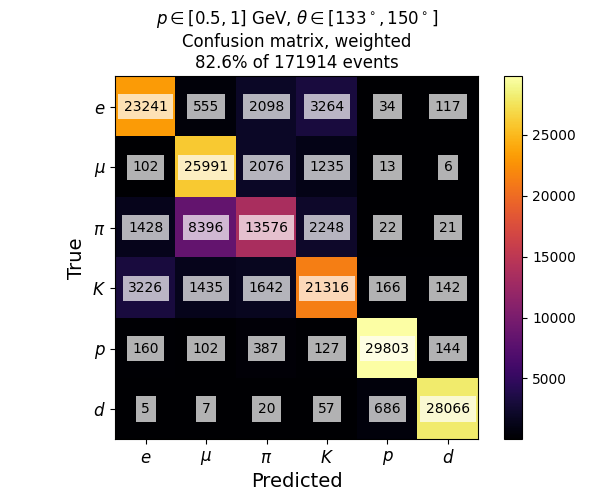 p ∈ [0.5, 1] GeV, θ ∈ [133°, 150°]
Confusion matrix, weighted
82.6% of 171914 events
e 23241 555 2098 3264 34 117
μ 102 25991 2076 1235 13 6
π 1428 8396 13576 2248 22 21
K 3226 1435 1642 21316 166 142
p 160 102 387 127 29803 144
d 5 7 20 57 686 28066
e μ π K p d
Predicted
True
25000
20000
15000
10000
5000